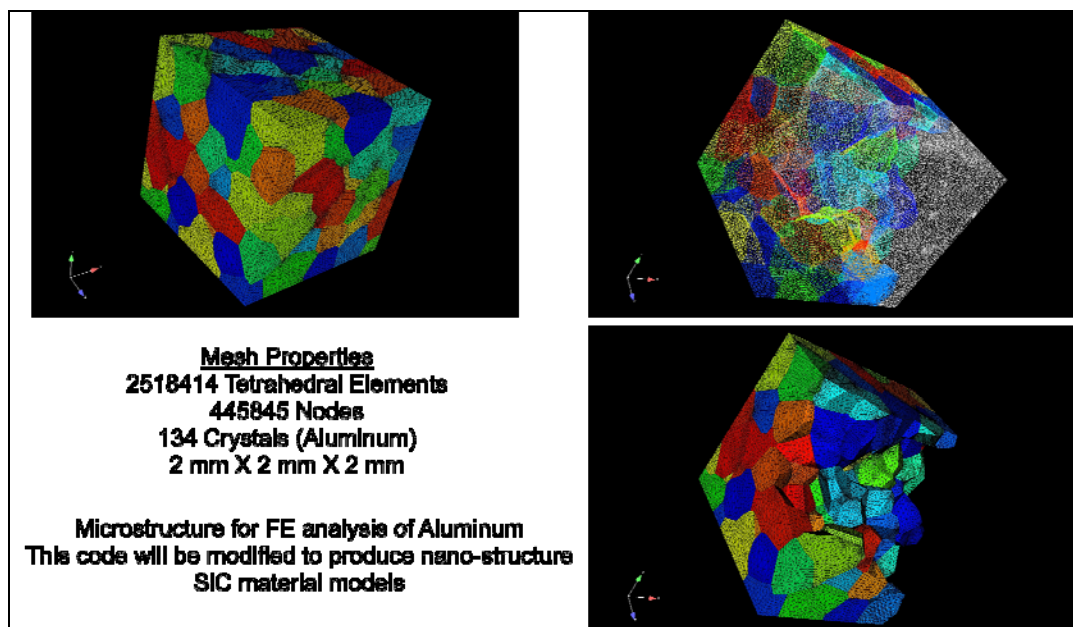 Mesh Properties
2518414 Tetrahedral Elements
445845 Nodes
134 Crystals (Aluminum)
2 mm X 2 mm X 2 mm
Microstructure for FE analysis of Aluminum
This code will be modified to produce nano-structure
SIC material models